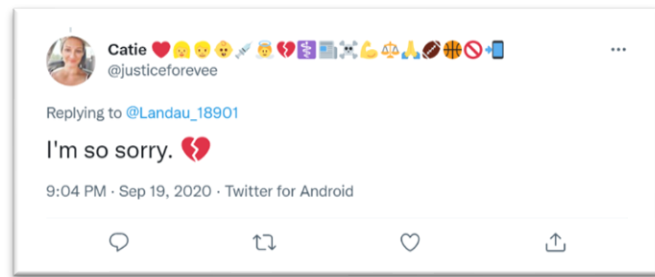 Catie ❤️👱‍♀️👱👶💉👼💔⚕️📰☠️💪⚖️🙏🏈🏀🚫📲
@justiceforevee
Replying to @Landau_18901
I'm so sorry. 💔
9:04 PM · Sep 19, 2020 · Twitter for Android